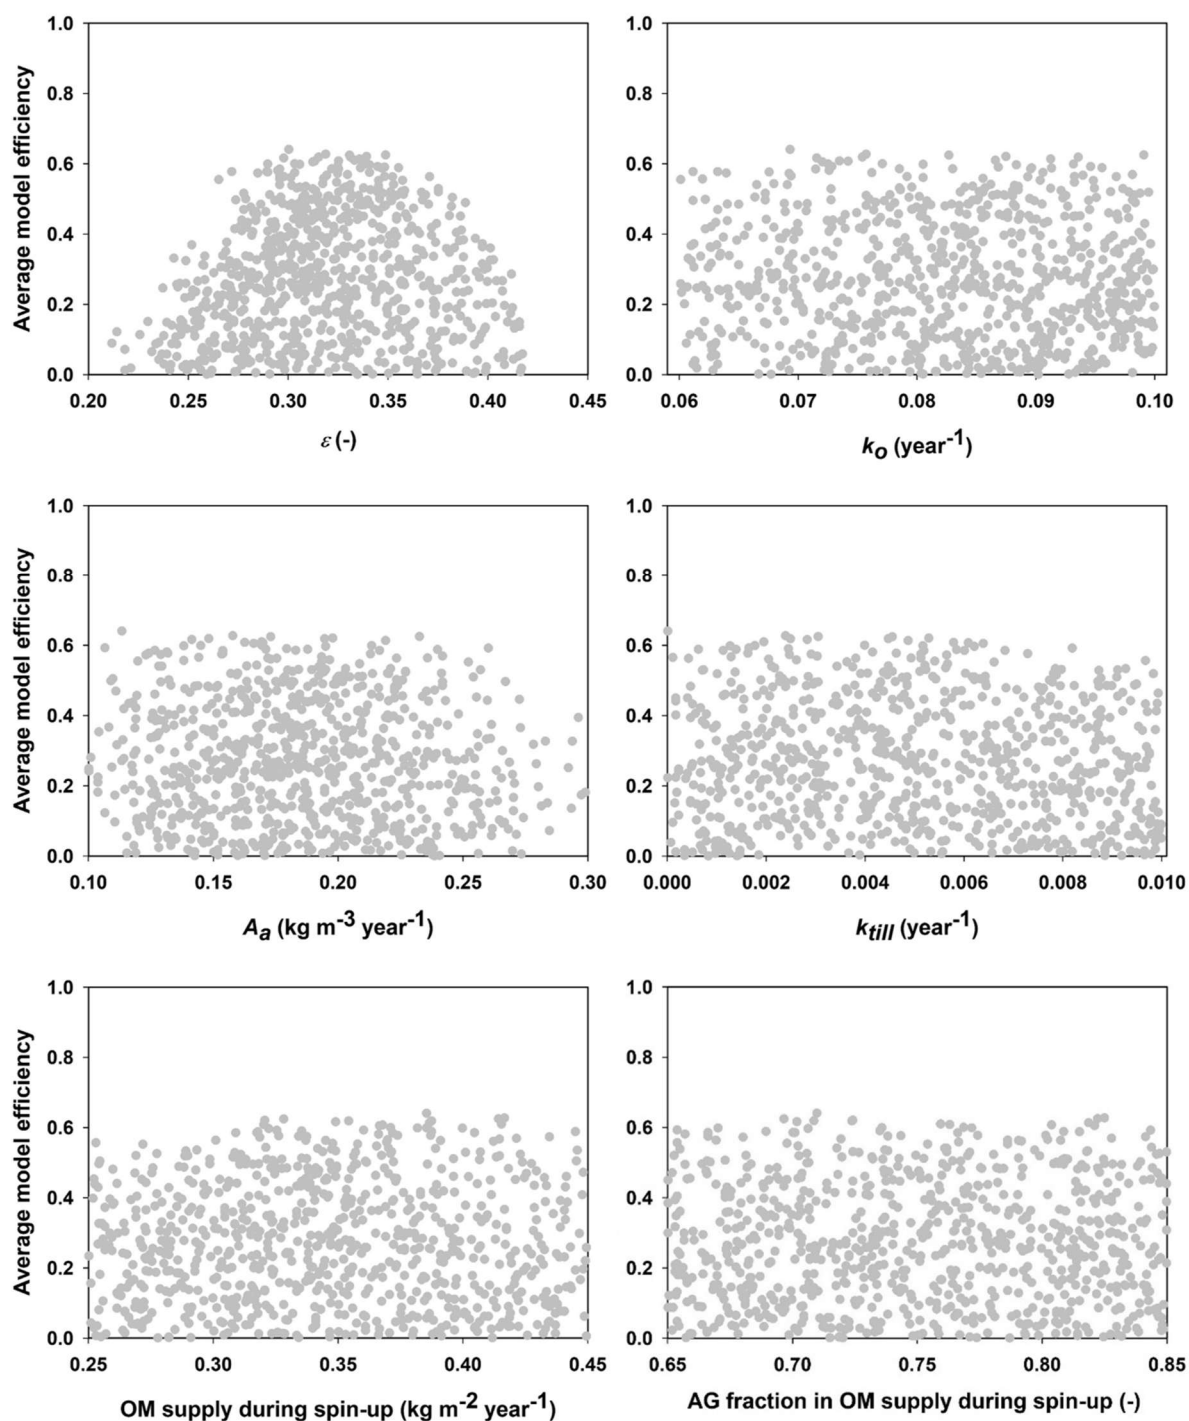 1.0
0.8
0.6
0.4
0.2
0.0
Average model efficiency
0.20 0.25 0.30 0.35 0.40 0.45
ε (-)
1.0
0.8
0.6
0.4
0.2
0.0
0.06 0.07 0.08 0.09 0.10
k_o (year⁻¹)
1.0
0.8
0.6
0.4
0.2
0.0
Average model efficiency
0.10 0.15 0.20 0.25 0.30
A_a (kg m⁻³ year⁻¹)
1.0
0.8
0.6
0.4
0.2
0.0
0.000 0.002 0.004 0.006 0.008 0.010
k_till (year⁻¹)
1.0
0.8
0.6
0.4
0.2
0.0
Average model efficiency
0.25 0.30 0.35 0.40 0.45
OM supply during spin-up (kg m⁻² year⁻¹)
1.0
0.8
0.6
0.4
0.2
0.0
0.65 0.70 0.75 0.80 0.85
AG fraction in OM supply during spin-up (-)